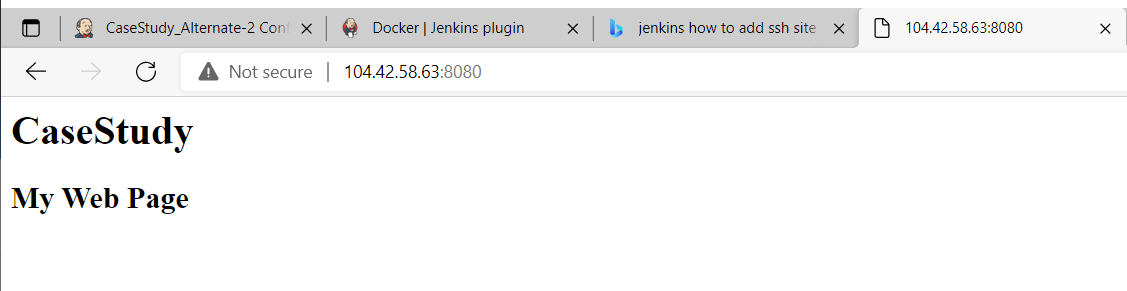 CaseStudy_Alternate-2 Conf
Docker | Jenkins plugin
jenkins how to add ssh site
104.42.58.63:8080
Not secure | 104.42.58.63:8080
CaseStudy
My Web Page